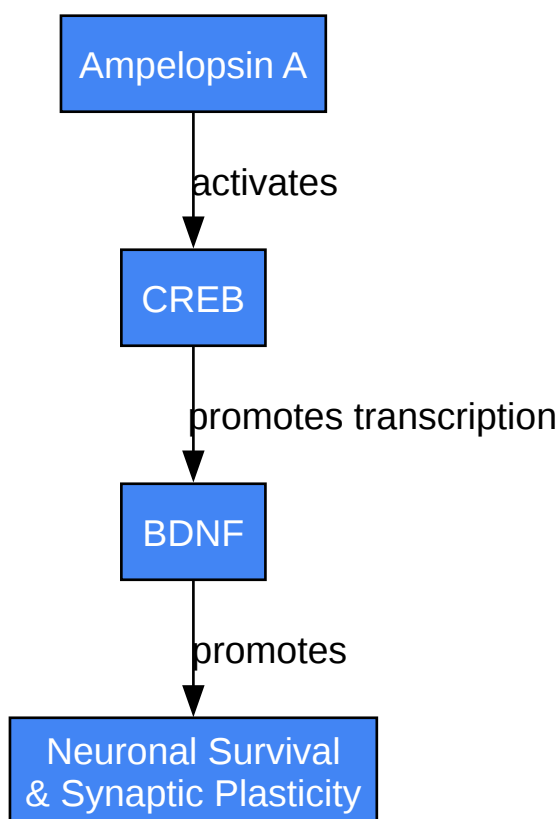 Ampelopsin A
activates
CREB
promotes transcription
BDNF
promotes
Neuronal Survival
& Synaptic Plasticity